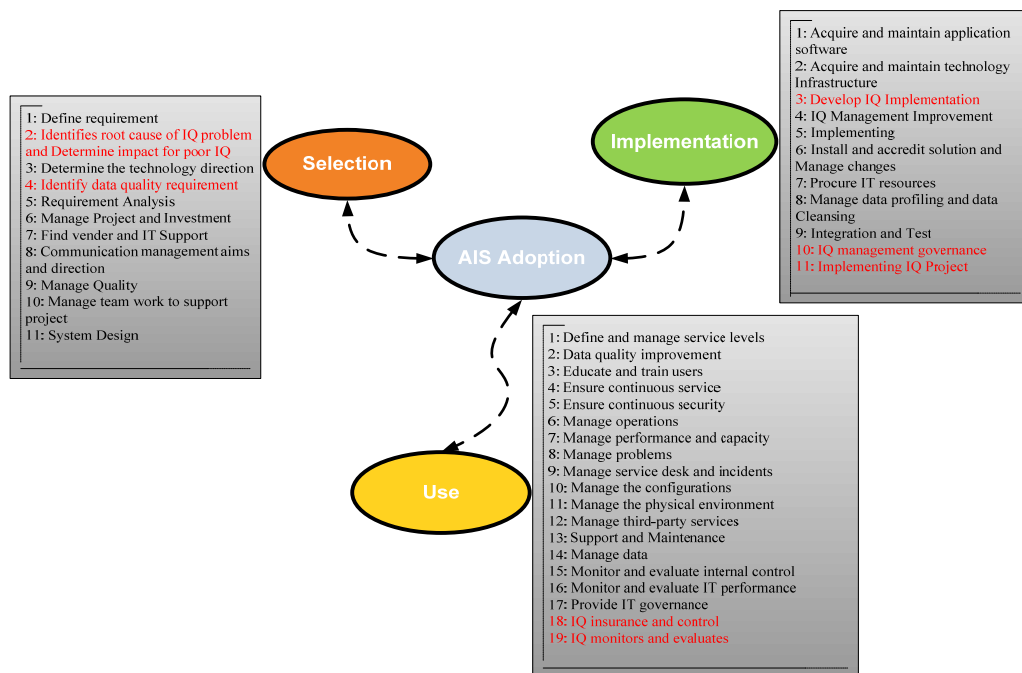 1: Define requirement
2: Identifies root cause of IQ problem
and Determine impact for poor IQ
3: Determine the technology direction
4: Identify data quality requirement
5: Requirement Analysis
6: Manage Project and Investment
7: Find vender and IT Support
8: Communication management aims
and direction
9: Manage Quality
10: Manage team work to support
project
11: System Design
Selection
Implementation
AIS Adoption
Use
1: Acquire and maintain application
software
2: Acquire and maintain technology
Infrastructure
3: Develop IQ Implementation
4: IQ Management Improvement
5: Implementing
6: Install and accredit solution and
Manage changes
7: Procure IT resources
8: Manage data profiling and data
Cleansing
9: Integration and Test
10: IQ management governance
11: Implementing IQ Project
1: Define and manage service levels
2: Data quality improvement
3: Educate and train users
4: Ensure continuous service
5: Ensure continuous security
6: Manage operations
7: Manage performance and capacity
8: Manage problems
9: Manage service desk and incidents
10: Manage the configurations
11: Manage the physical environment
12: Manage third-party services
13: Support and Maintenance
14: Manage data
15: Monitor and evaluate internal control
16: Monitor and evaluate IT performance
17: Provide IT governance
18: IQ insurance and control
19: IQ monitors and evaluates